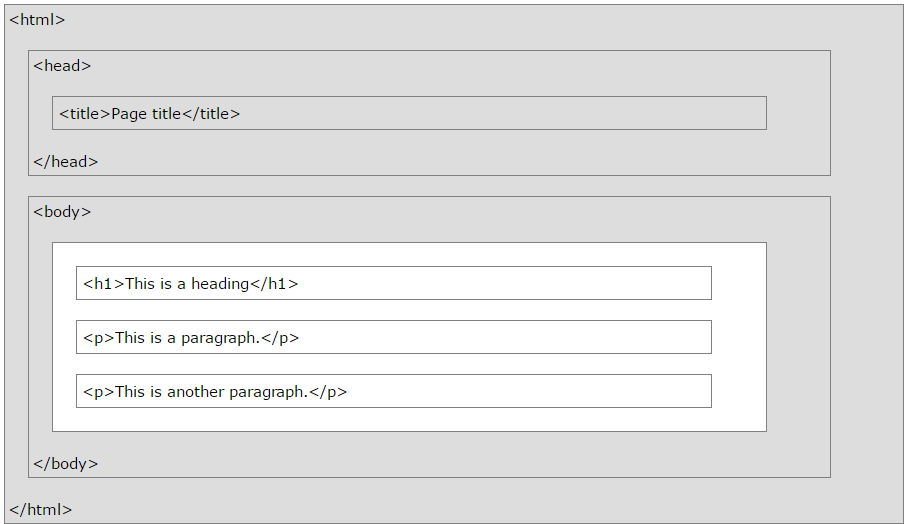 <html>
<head>
<title>Page title</title>
</head>
<body>
<h1>This is a heading</h1>
<p>This is a paragraph.</p>
<p>This is another paragraph.</p>
</body>
</html>